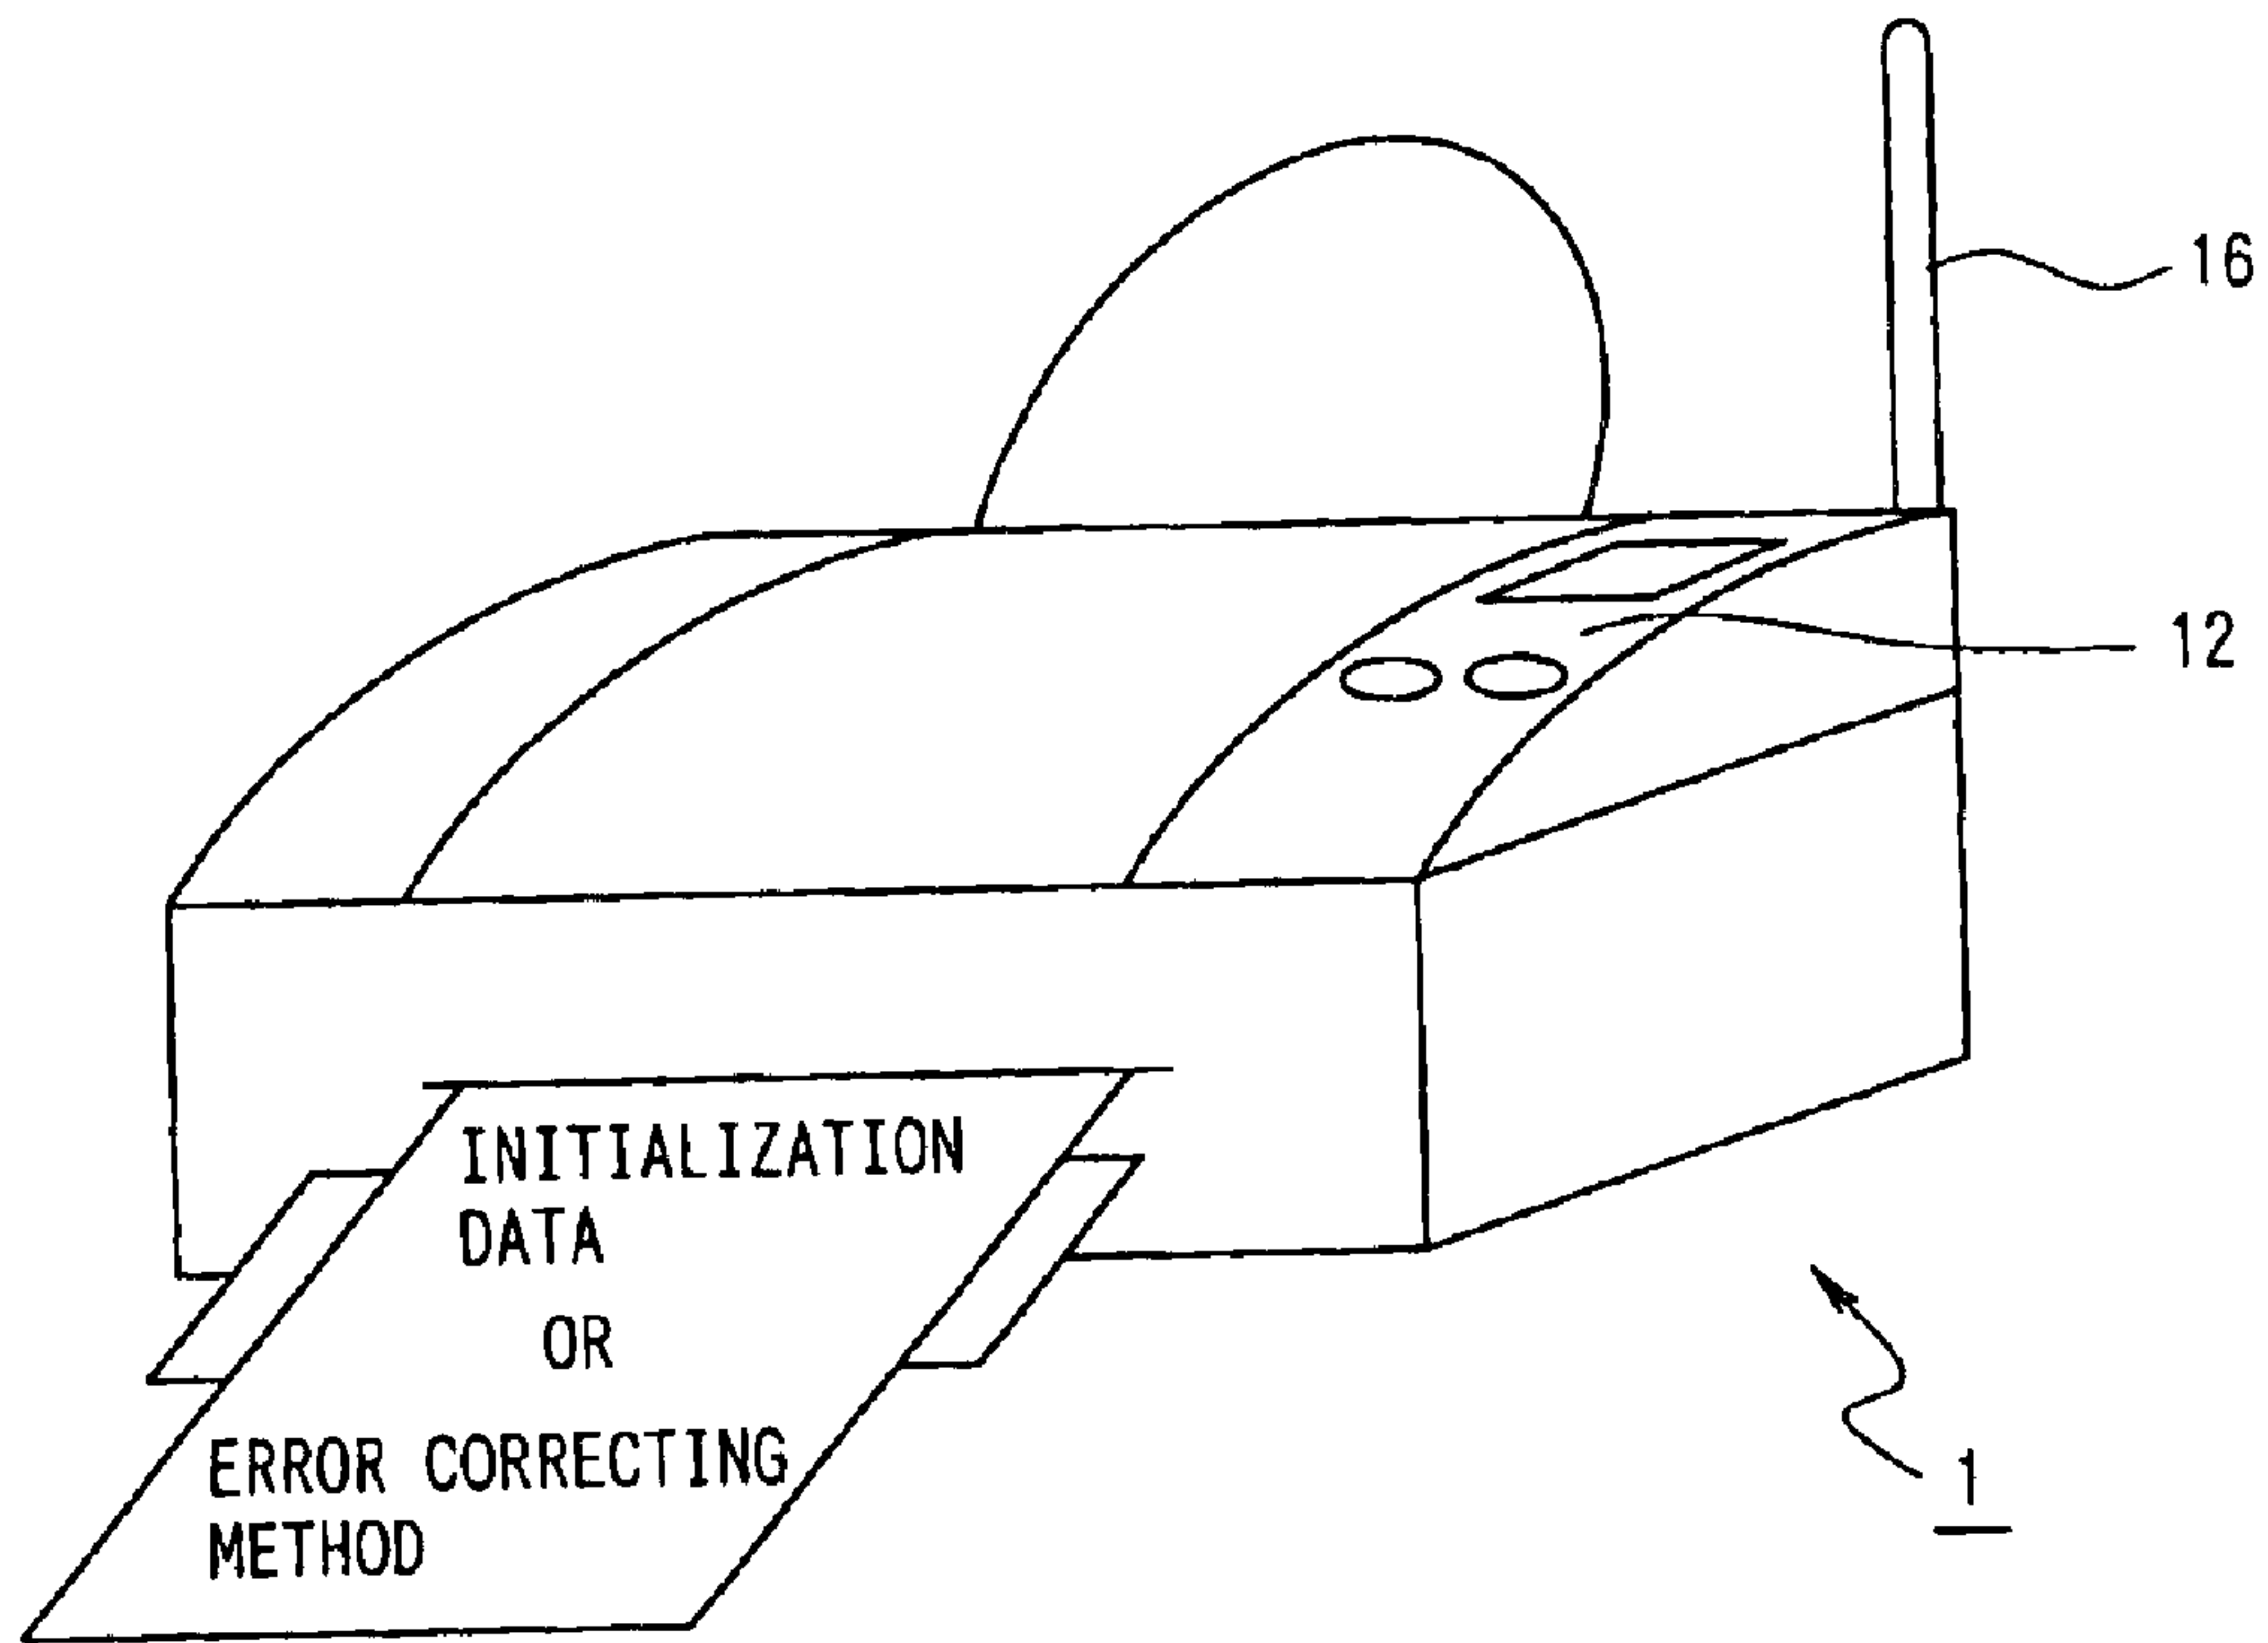 16
12
INITIALIZATION
DATA
OR
ERROR CORRECTING
METHOD
1